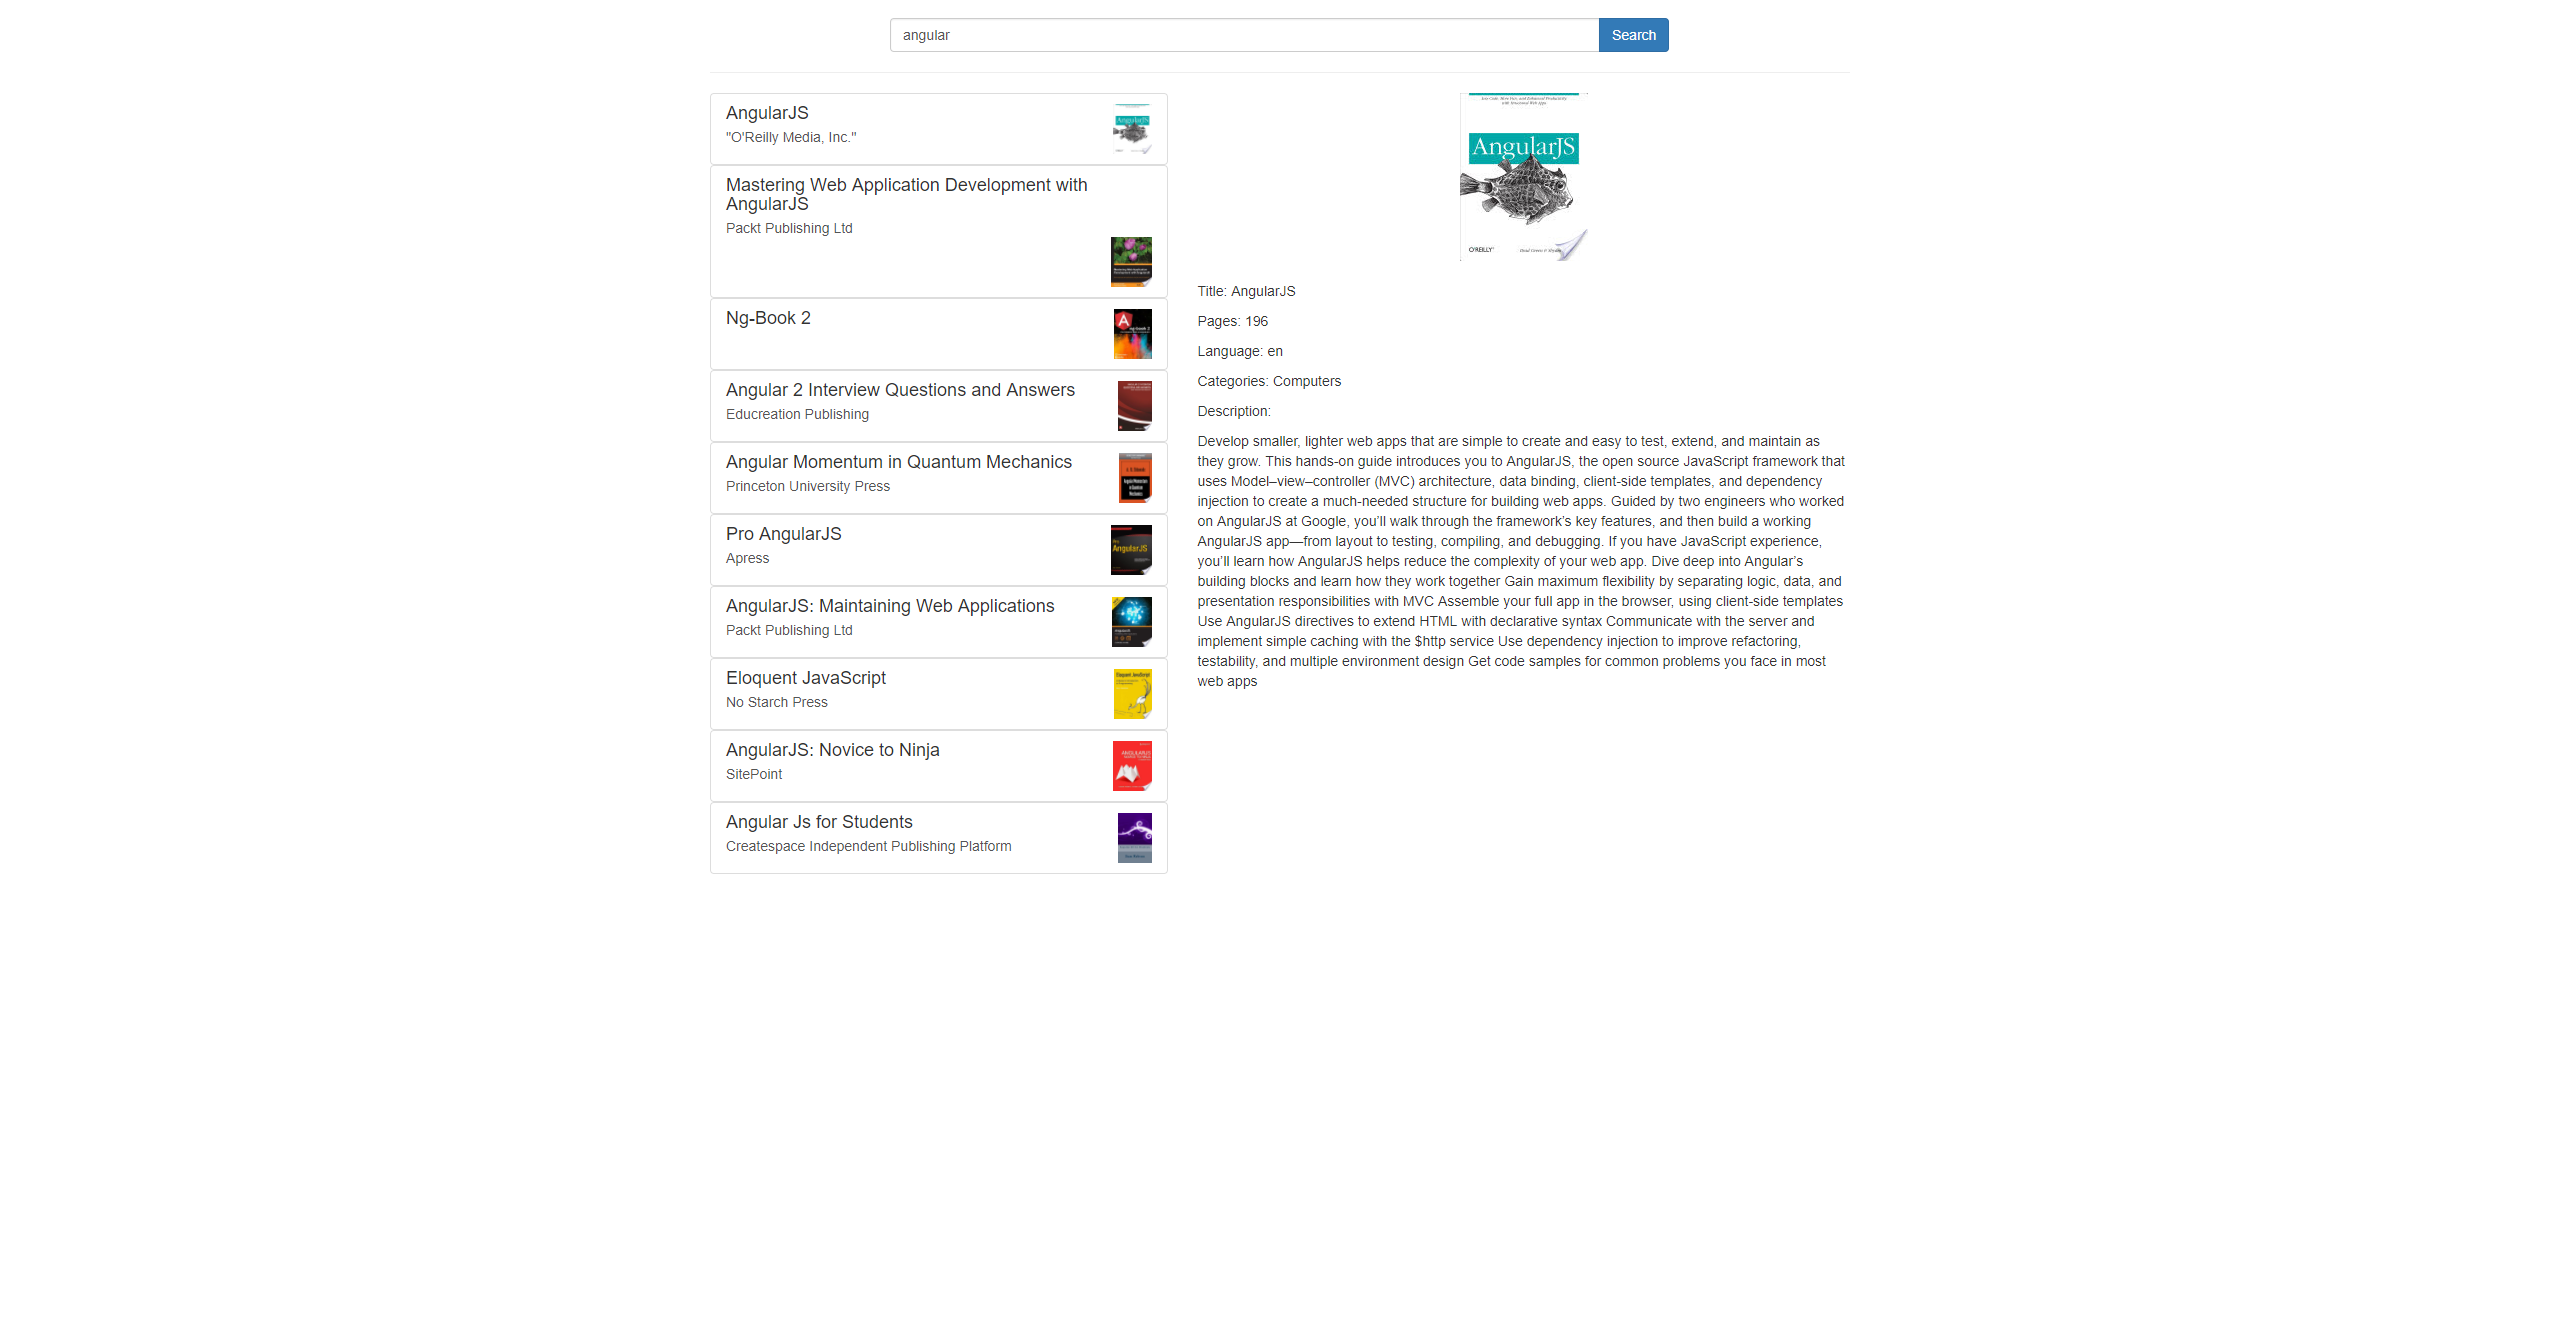 angular
Search
AngularJS
"O'Reilly Media, Inc."
Mastering Web Application Development with
AngularJS
Packt Publishing Ltd
Ng-Book 2
Angular 2 Interview Questions and Answers
Educreation Publishing
Angular Momentum in Quantum Mechanics
Princeton University Press
Pro AngularJS
Apress
AngularJS: Maintaining Web Applications
Packt Publishing Ltd
Eloquent JavaScript
No Starch Press
AngularJS: Novice to Ninja
SitePoint
Angular Js for Students
Createspace Independent Publishing Platform
AngularJS
O'REILLY
Title: AngularJS
Pages: 196
Language: en
Categories: Computers
Description:
Develop smaller, lighter web apps that are simple to create and easy to test, extend, and maintain as
they grow. This hands-on guide introduces you to AngularJS, the open source JavaScript framework that
uses Model–view–controller (MVC) architecture, data binding, client-side templates, and dependency
injection to create a much-needed structure for building web apps. Guided by two engineers who worked
on AngularJS at Google, you’ll walk through the framework’s key features, and then build a working
AngularJS app—from layout to testing, compiling, and debugging. If you have JavaScript experience,
you’ll learn how AngularJS helps reduce the complexity of your web app. Dive deep into Angular’s
building blocks and learn how they work together Gain maximum flexibility by separating logic, data, and
presentation responsibilities with MVC Assemble your full app in the browser, using client-side templates
Use AngularJS directives to extend HTML with declarative syntax Communicate with the server and
implement simple caching with the $http service Use dependency injection to improve refactoring,
testability, and multiple environment design Get code samples for common problems you face in most
web apps